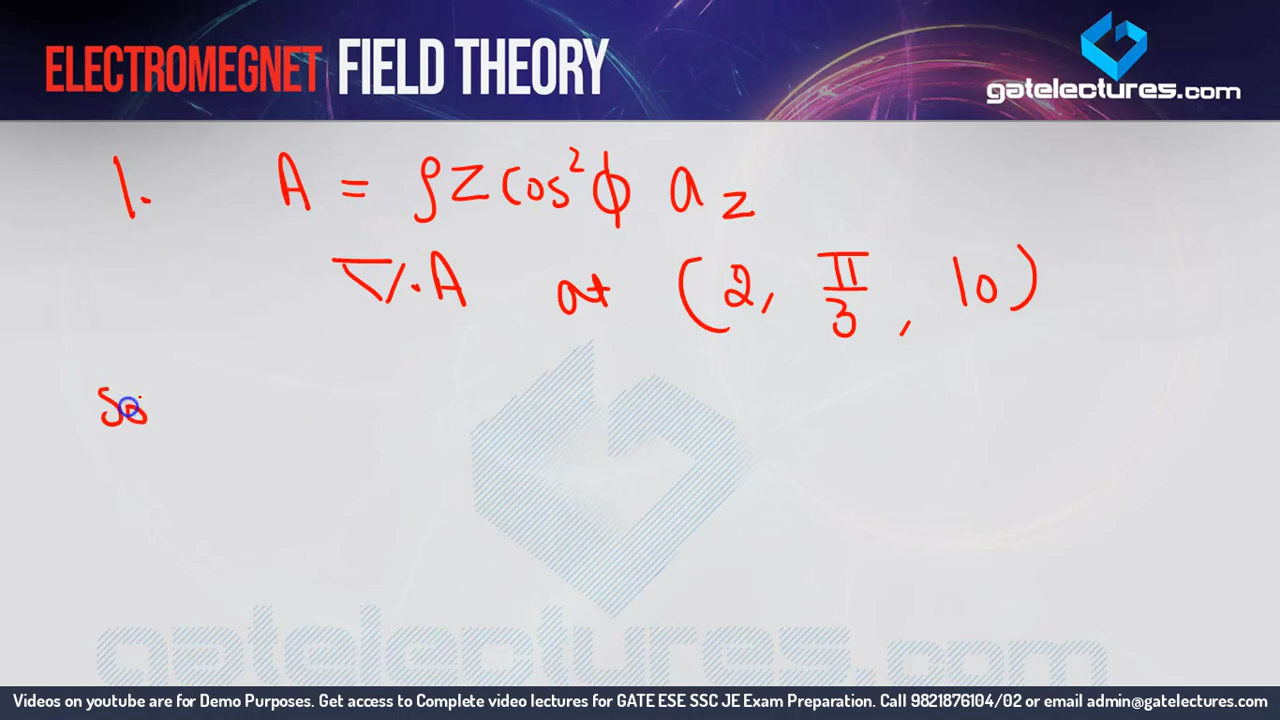 ELECTROMEGNET FIELD THEORY
gatelectures.com
1. A = ρz cos²ϕ a_z
∇.A at (2, π/3, 10)
So
gatelectures.com
Videos on youtube are for Demo Purposes. Get access to Complete video lectures for GATE ESE SSC JE Exam Preparation. Call 9821876104/02 or email admin@gatelectures.com